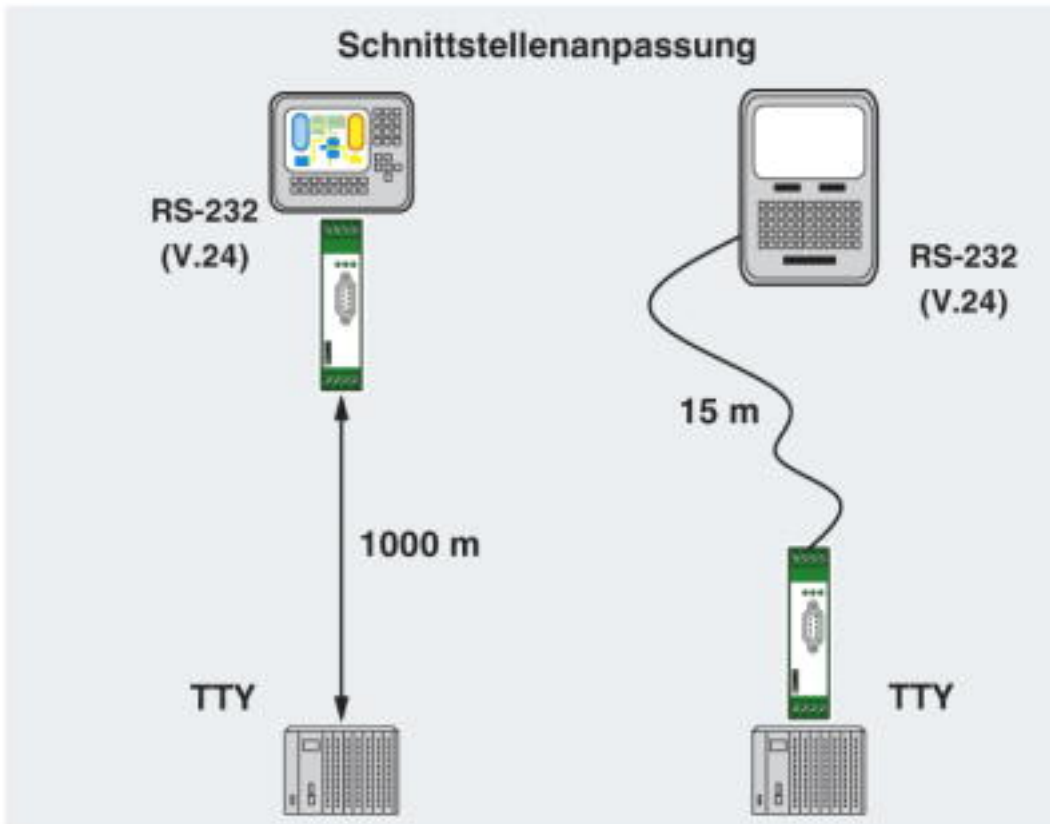 Schnittstellenanpassung
RS-232
(V.24)
RS-232
(V.24)
15 m
1000 m
TTY
TTY